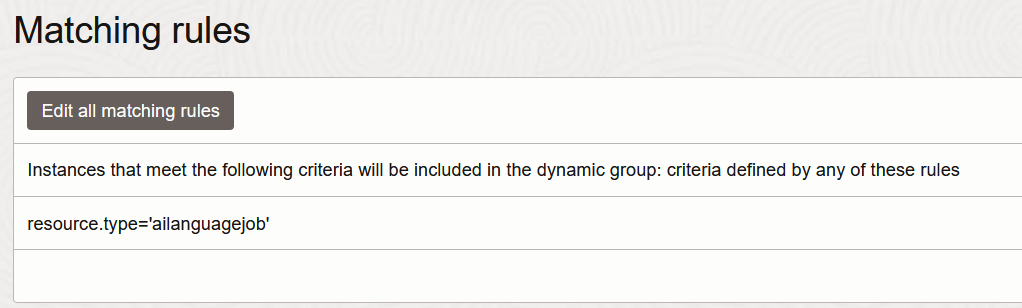 Matching rules
Edit all matching rules
Instances that meet the following criteria will be included in the dynamic group: criteria defined by any of these rules
resource.type='ailanguagejob'